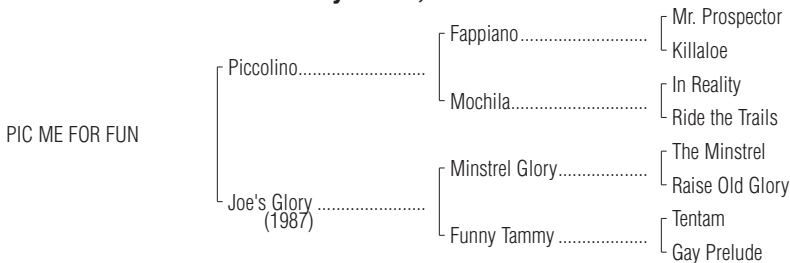 Mr. Prospector
Fappiano
Killaloe
Piccolino
In Reality
Mochila
Ride the Trails
PIC ME FOR FUN
The Minstrel
Minstrel Glory
Raise Old Glory
Joe's Glory
(1987)
Tentam
Funny Tammy
Gay Prelude